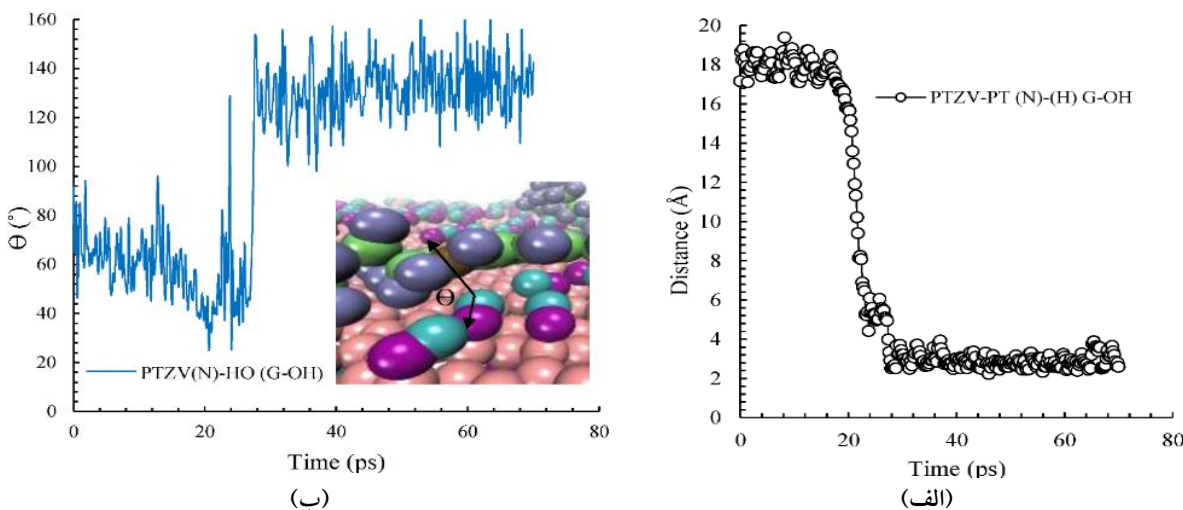 160
140
120
100
80
60
40
20
0
Θ (°)
Θ
PTZV(N)-HO (G-OH)
0 20 40 60 80
Time (ps)
(ب)
20
18
16
14
12
10
8
6
4
2
0
Distance (Å)
PTZV-PT (N)-(H) G-OH
0 20 40 60 80
Time (ps)
(الف)